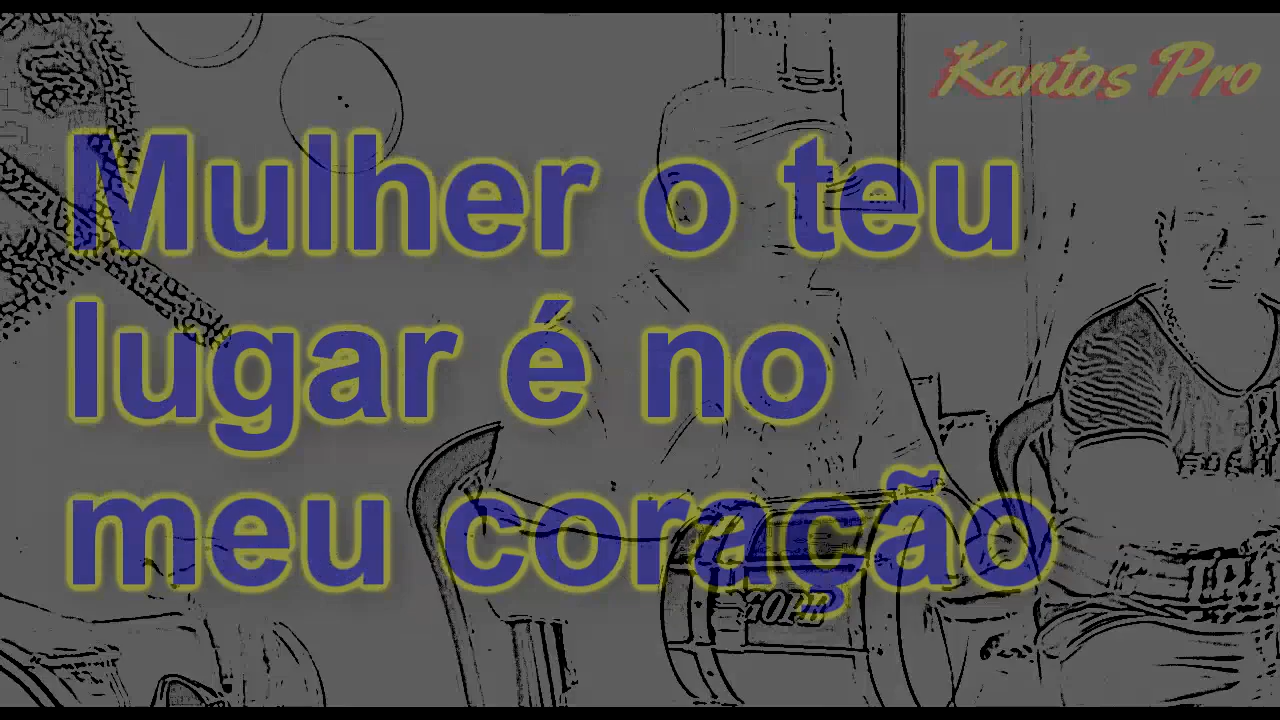 Kantos Pro
Mulher o teu
lugar é no
meu coração